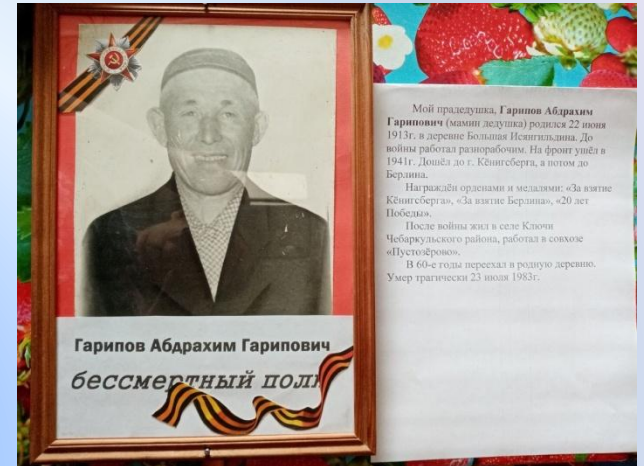 Гарипов Абдрахим Гарипович
бессмертный полк
Мой прадедушка, Гарипов Абдрахим
Гарипович (мамин дедушка) родился 22 июня
1913г. в деревне Большая Исянгильдина. До
войны работал разнорабочим. На фронт ушёл в
1941г. Дошёл до г. Кёнигсберга, а потом до
Берлина.
Награждён орденами и медалями: «За взятие
Кёнигсберга», «За взятие Берлина», «20 лет
Победы».
После войны жил в селе Ключи
Чебаркульского района, работал в совхозе
«Пустозёрово».
В 60-е годы переехал в родную деревню.
Умер трагически 23 июля 1983г.